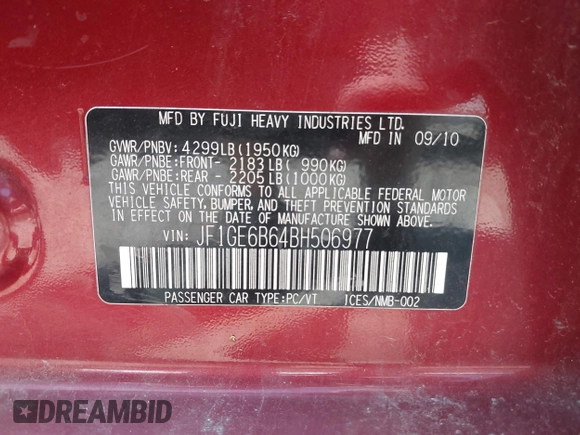 MFD BY FUJI HEAVY INDUSTRIES LTD.
MFD IN 09/10
GVWR/PNBV: 4299LB(1950KG)
GAWR/PNBE:FRONT- 2183LB( 990KG)
GAWR/PNBE:REAR - 2205LB(1000KG)
THIS VEHICLE CONFORMS TO ALL APPLICABLE FEDERAL MOTOR
VEHICLE SAFETY, BUMPER, AND THEFT PREVENTION STANDARDS
IN EFFECT ON THE DATE OF MANUFACTURE SHOWN ABOVE.
VIN: JF1GE6B64BH506977
PASSENGER CAR TYPE:PC/VT ICES/NMB-002
DREAMBID